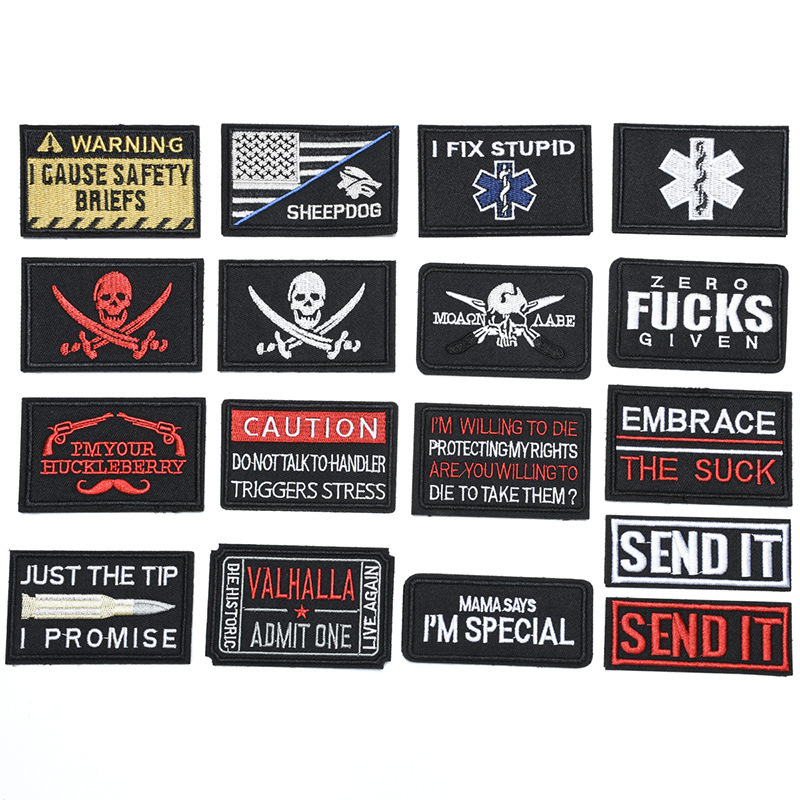 WARNING
I CAUSE SAFETY
BRIEFS
SHEEPDOG
I FIX STUPID
ΜΟΛΩΝ ΛΑΒΕ
ZERO
FUCKS
GIVEN
I'M YOUR
HUCKLEBERRY
CAUTION
DO NOT TALK TO HANDLER
TRIGGERS STRESS
I'M WILLING TO DIE
PROTECTING MY RIGHTS
ARE YOU WILLING TO
DIE TO TAKE THEM?
EMBRACE
THE SUCK
SEND IT
SEND IT
JUST THE TIP
I PROMISE
DIE HISTORIC
VALHALLA
ADMIT ONE
LIVE AGAIN
MAMA SAYS
I'M SPECIAL